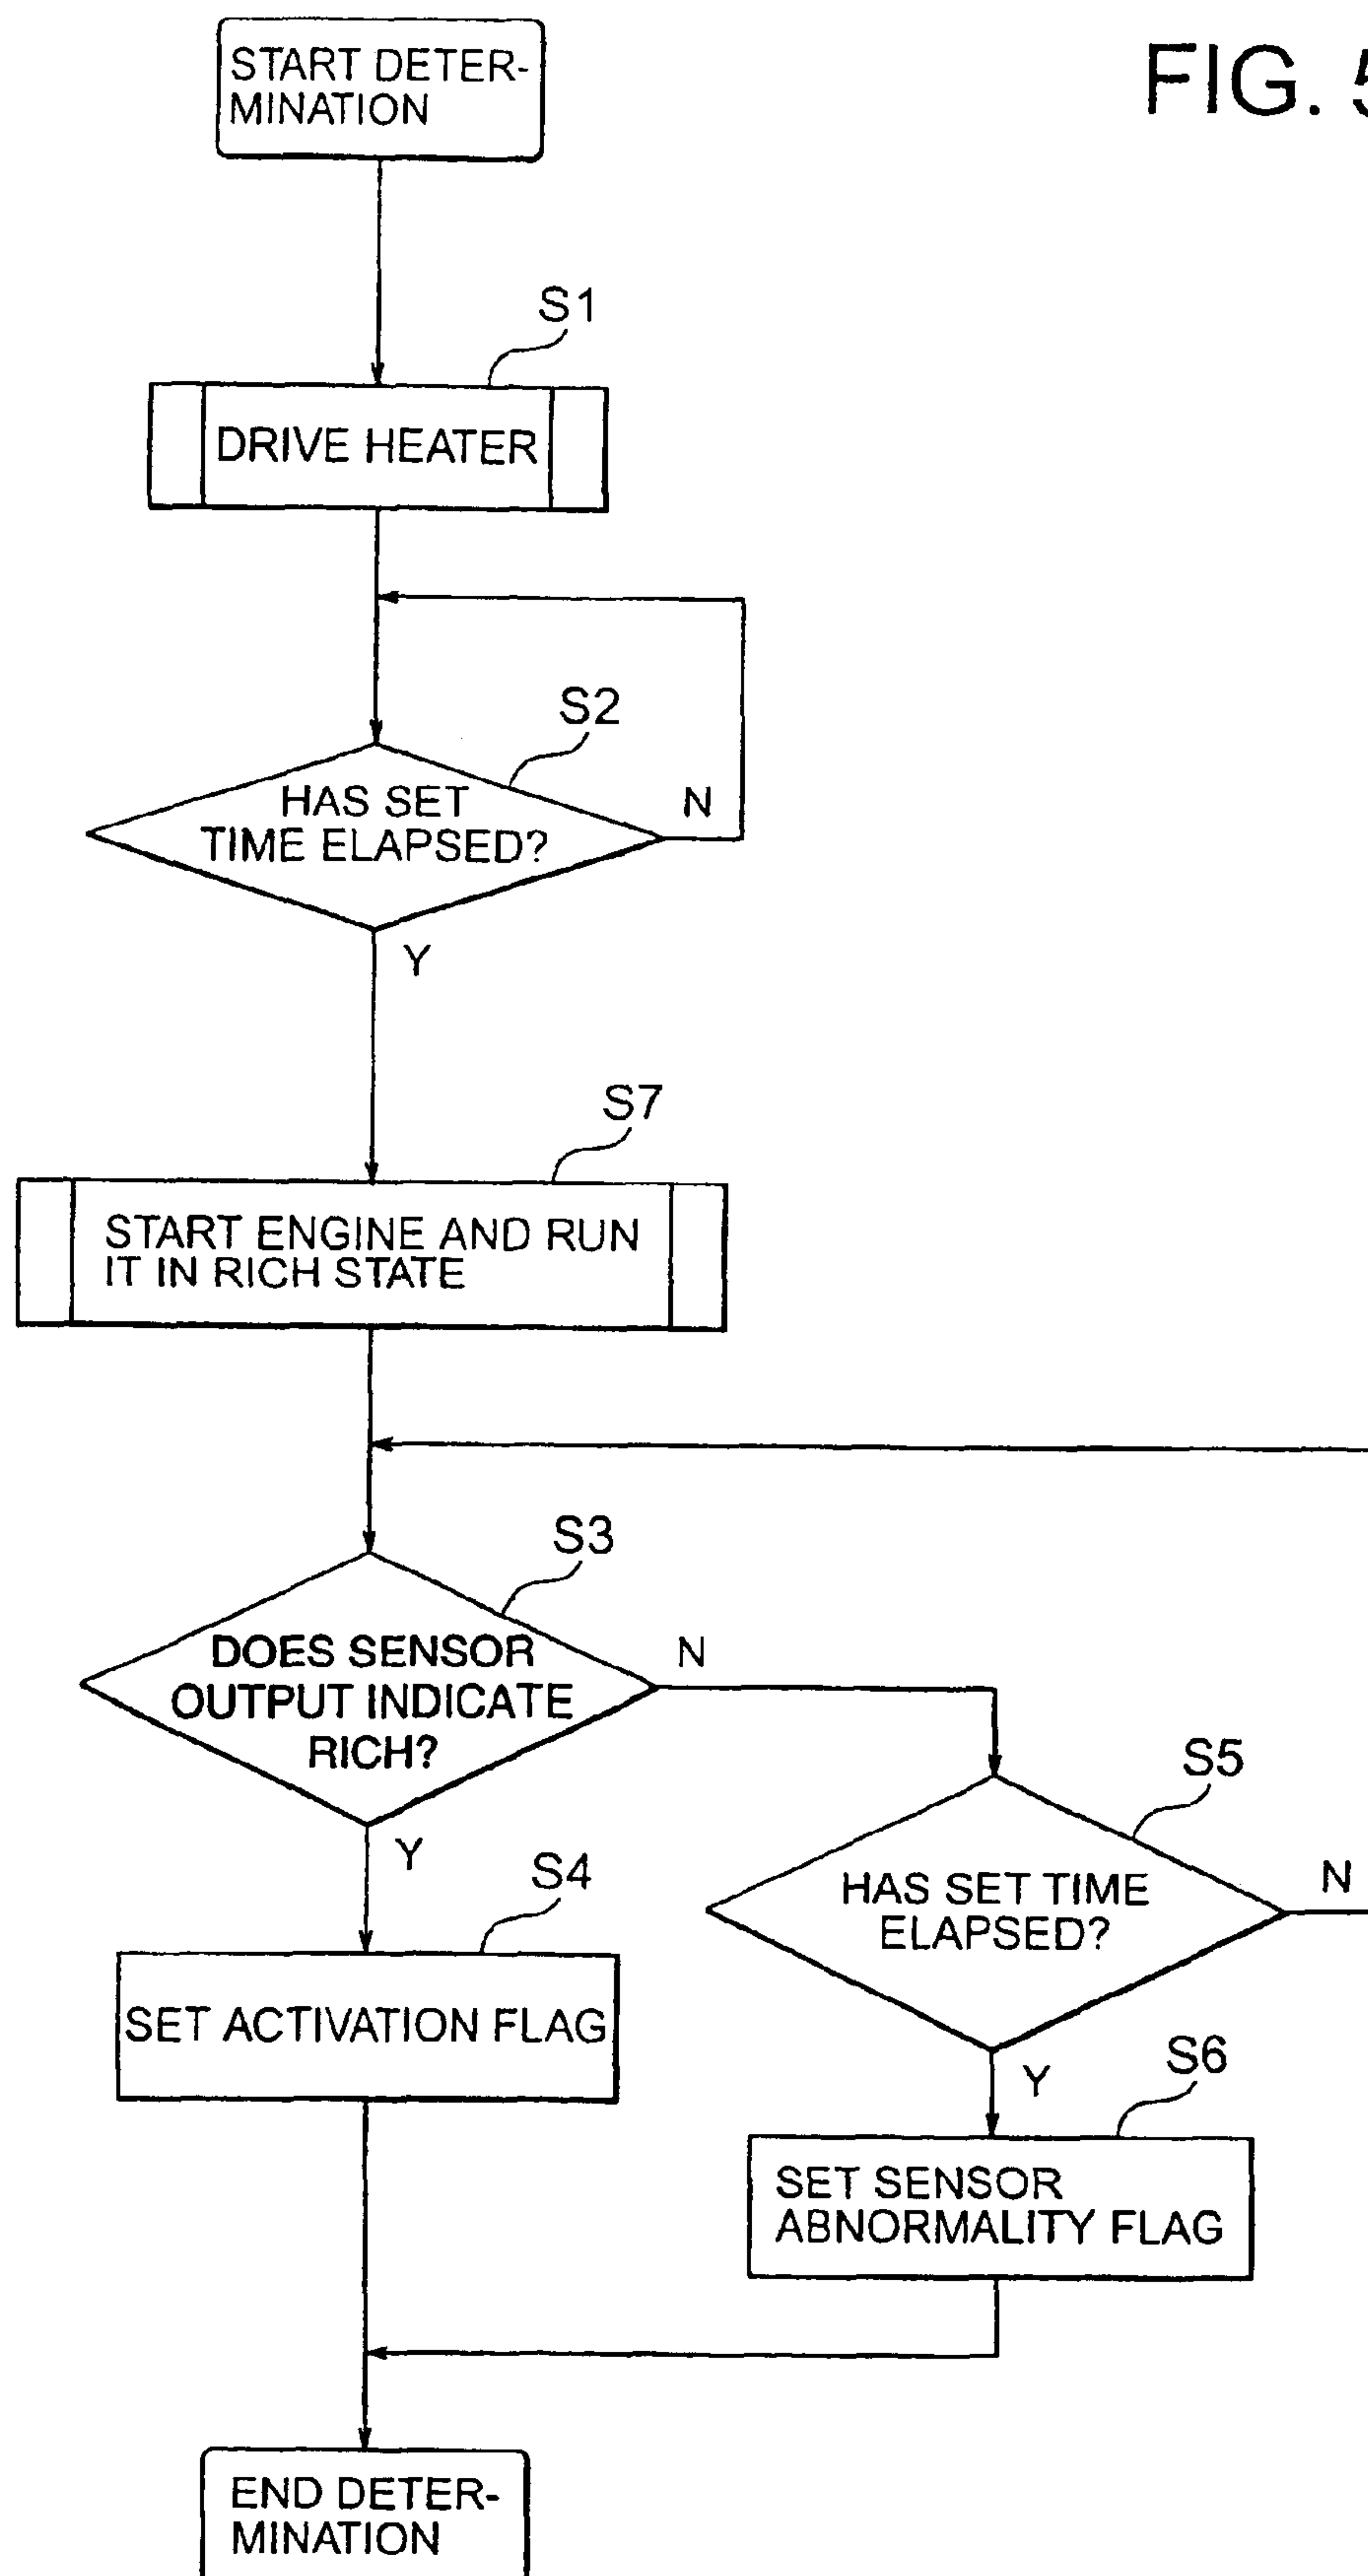 FIG. 5
START DETER-
MINATION
S1
DRIVE HEATER
S2
HAS SET
TIME ELAPSED?
N
Y
S7
START ENGINE AND RUN
IT IN RICH STATE
S3
DOES SENSOR
OUTPUT INDICATE
RICH?
N
Y
S5
HAS SET TIME
ELAPSED?
N
Y
S4
SET ACTIVATION FLAG
S6
SET SENSOR
ABNORMALITY FLAG
END DETER-
MINATION